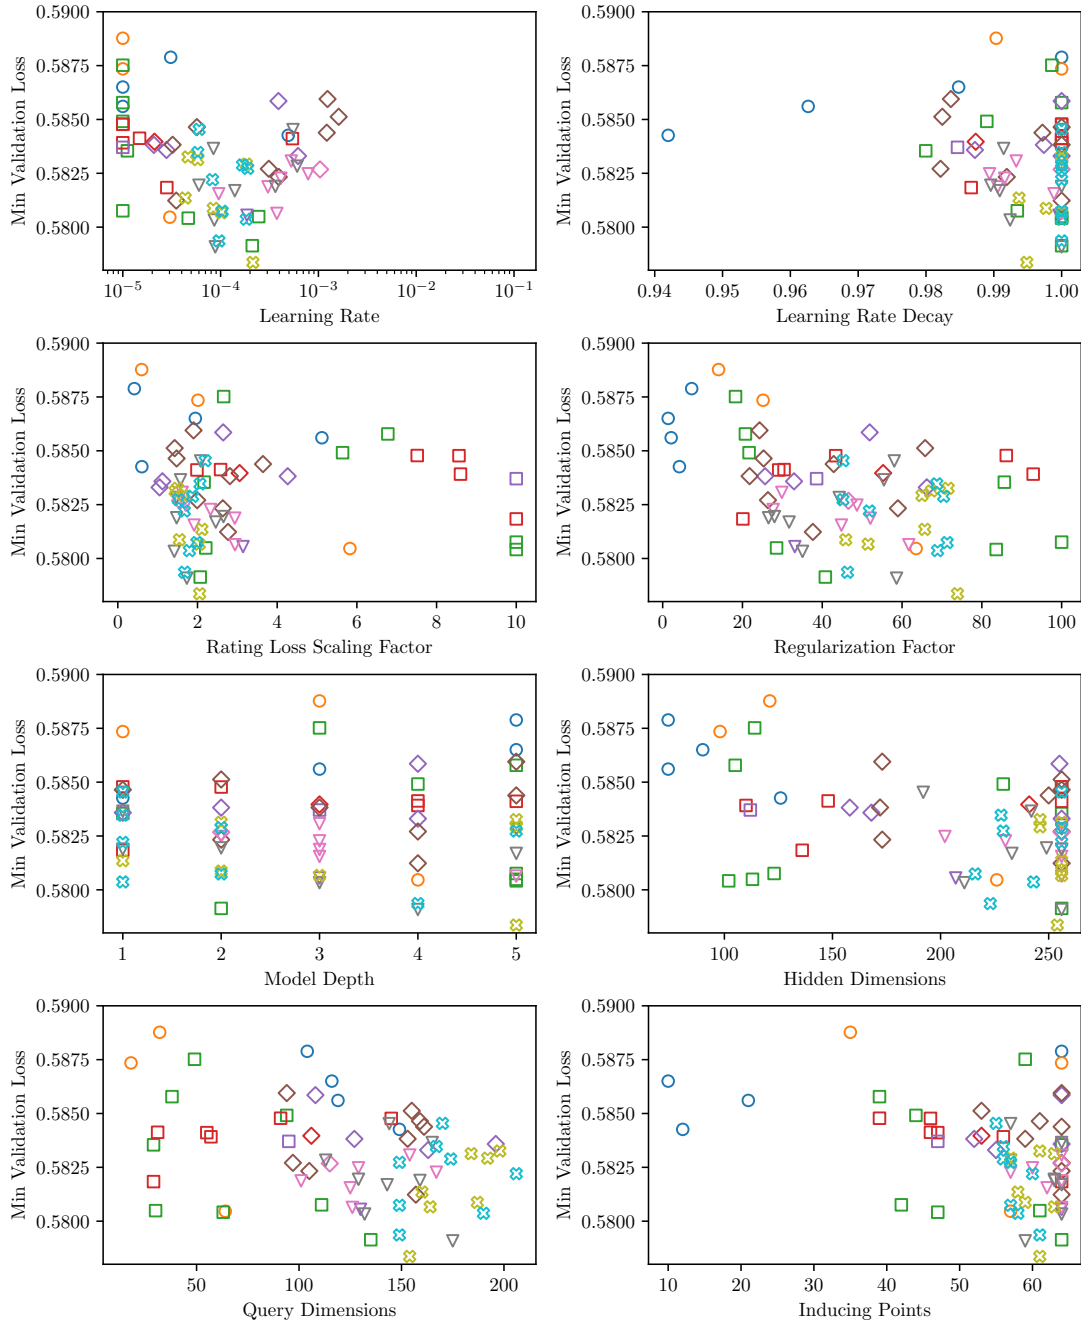 0.5900
0.5875
0.5850
0.5825
0.5800
Min Validation Loss
10⁻⁵ 10⁻⁴ 10⁻³ 10⁻² 10⁻¹
Learning Rate
0.5900
0.5875
0.5850
0.5825
0.5800
Min Validation Loss
0.94 0.95 0.96 0.97 0.98 0.99 1.00
Learning Rate Decay
0.5900
0.5875
0.5850
0.5825
0.5800
Min Validation Loss
0 2 4 6 8 10
Rating Loss Scaling Factor
0.5900
0.5875
0.5850
0.5825
0.5800
Min Validation Loss
0 20 40 60 80 100
Regularization Factor
0.5900
0.5875
0.5850
0.5825
0.5800
Min Validation Loss
1 2 3 4 5
Model Depth
0.5900
0.5875
0.5850
0.5825
0.5800
Min Validation Loss
100 150 200 250
Hidden Dimensions
0.5900
0.5875
0.5850
0.5825
0.5800
Min Validation Loss
50 100 150 200
Query Dimensions
0.5900
0.5875
0.5850
0.5825
0.5800
Min Validation Loss
10 20 30 40 50 60
Inducing Points